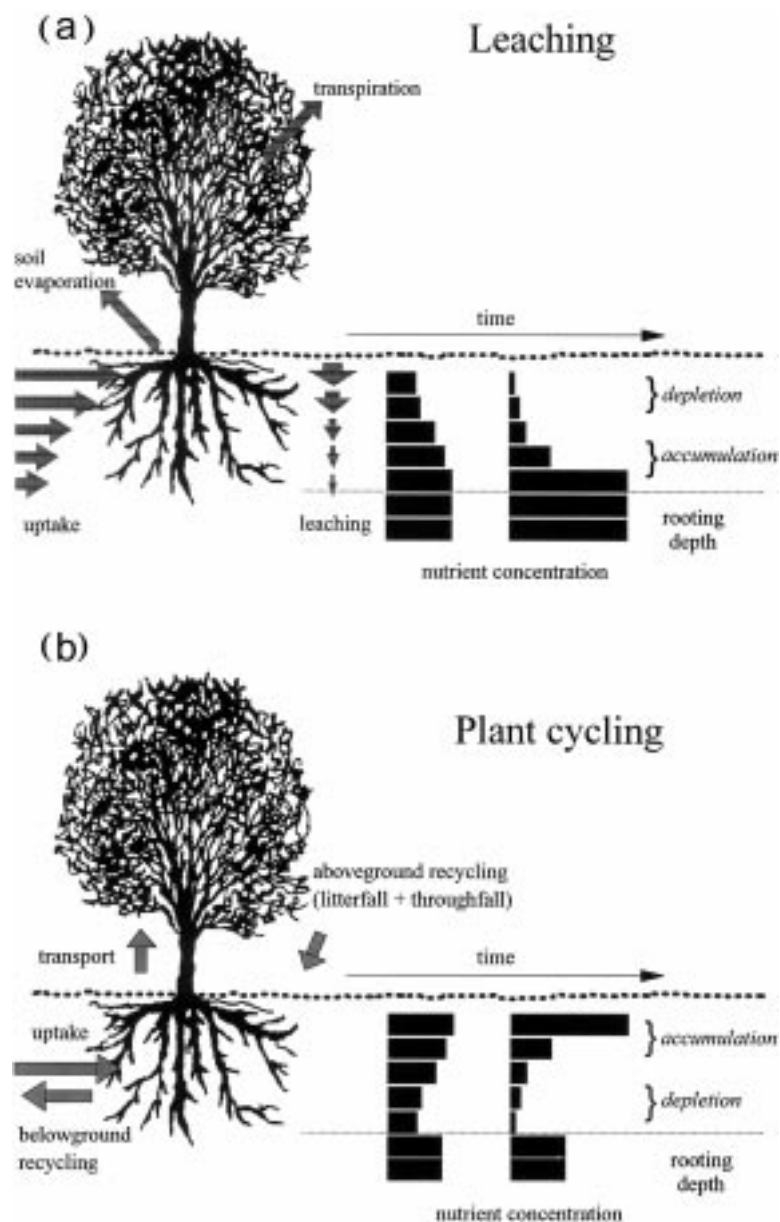 (a)
Leaching
transpiration
soil
evaporation
time
depletion
accumulation
uptake
leaching
rooting
depth
nutrient concentration
(b)
Plant cycling
aboveground recycling
(litterfall + throughfall)
transport
time
uptake
accumulation
depletion
belowground
recycling
rooting
depth
nutrient concentration